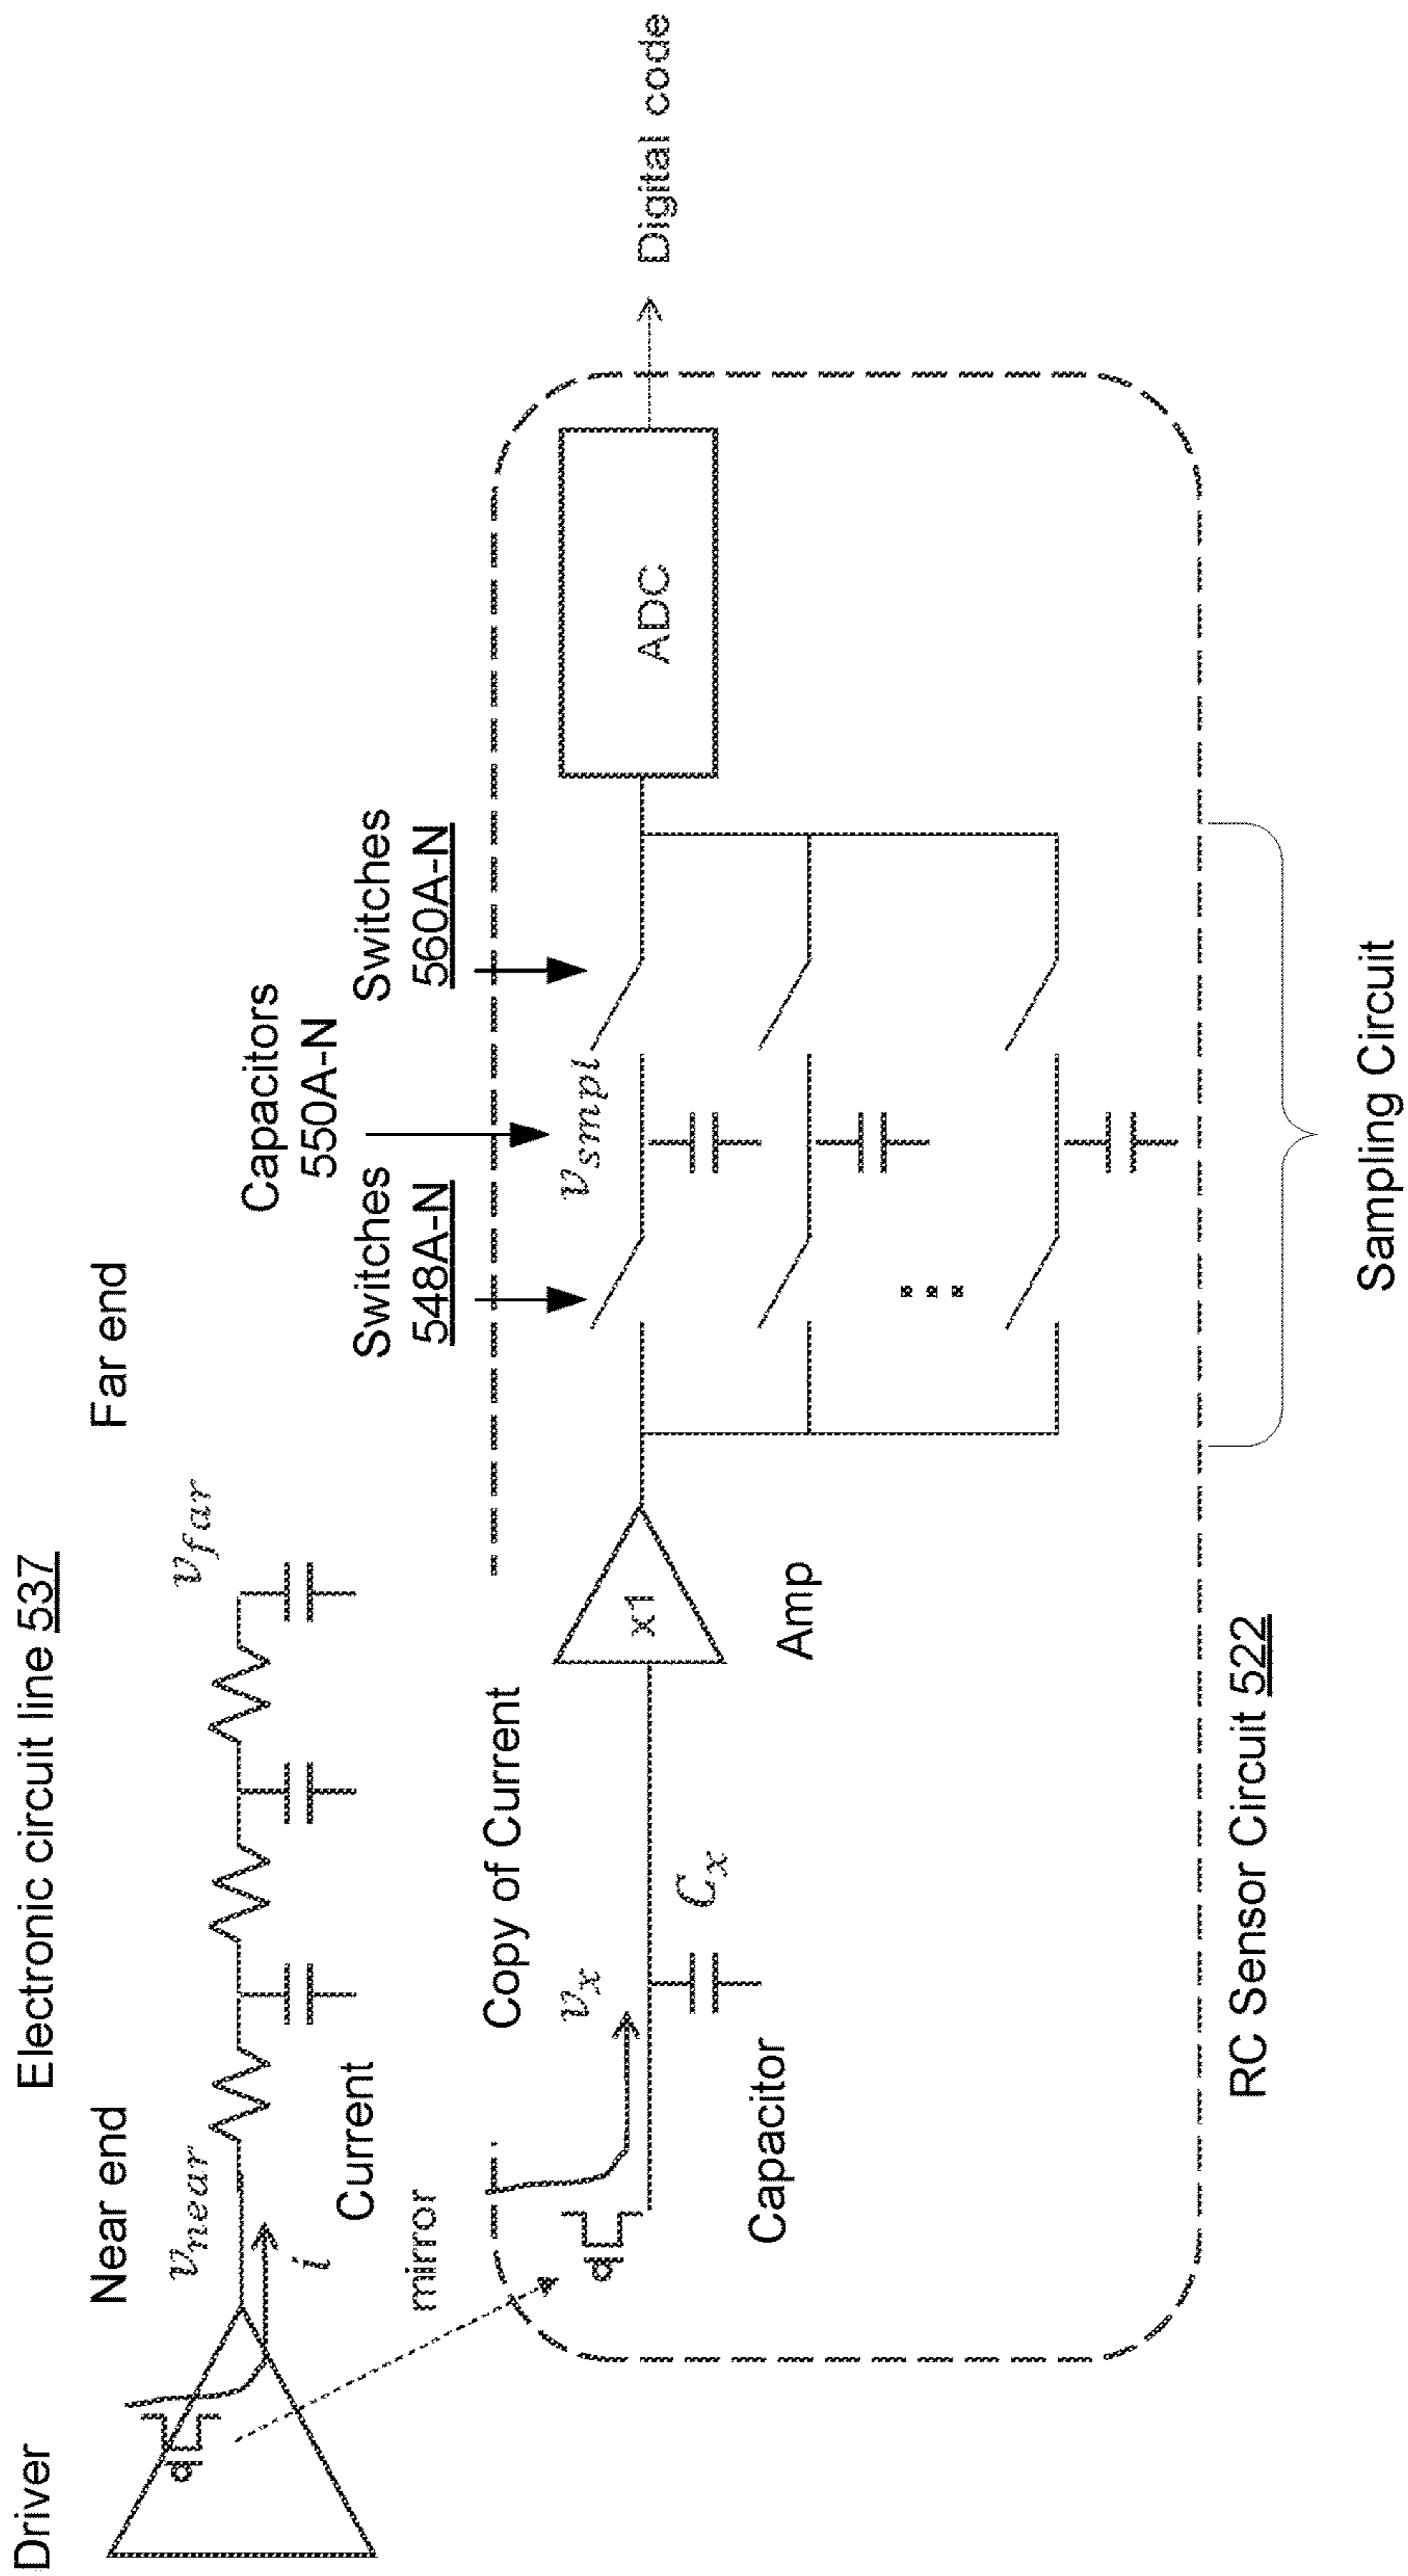 Electronic circuit line 537
Driver
Near end
Far end
v_near
v_far
i
Current
mirror
Copy of Current
Capacitors
550A-N
Switches
548A-N
Switches
560A-N
v_x
v_smpl
C_x
x1
ADC
Digital code
Capacitor
Amp
RC Sensor Circuit 522
Sampling Circuit